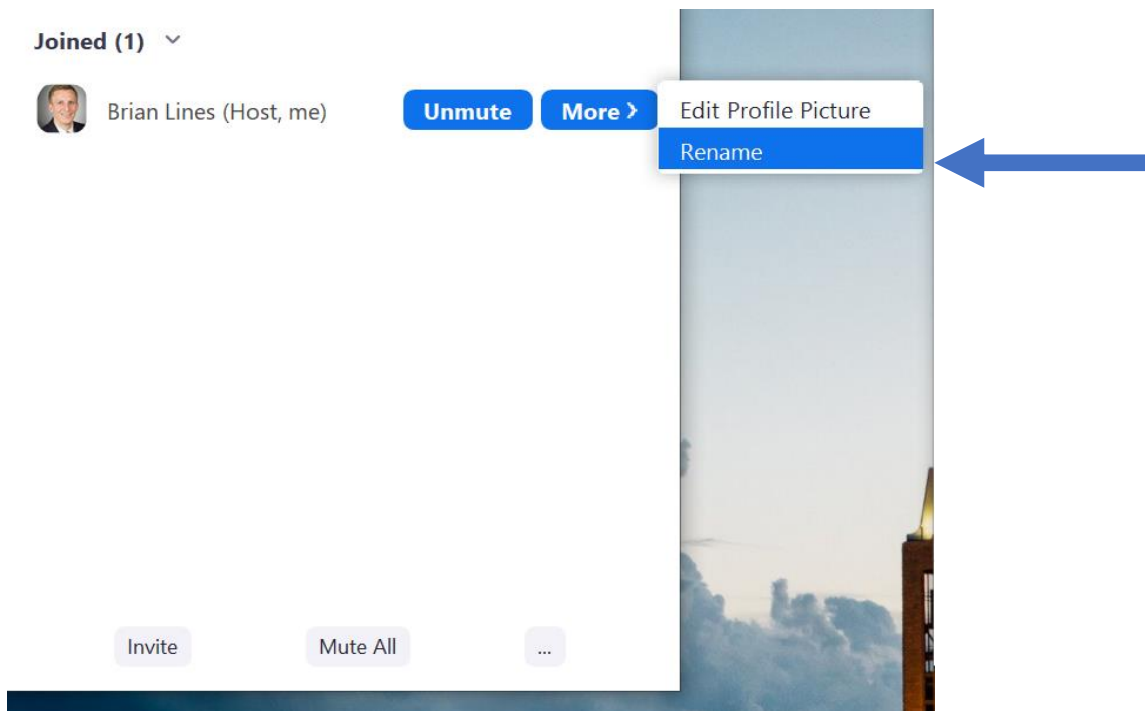 Joined (1)
Brian Lines (Host, me) Unmute More > Edit Profile Picture
Rename
Invite Mute All ...